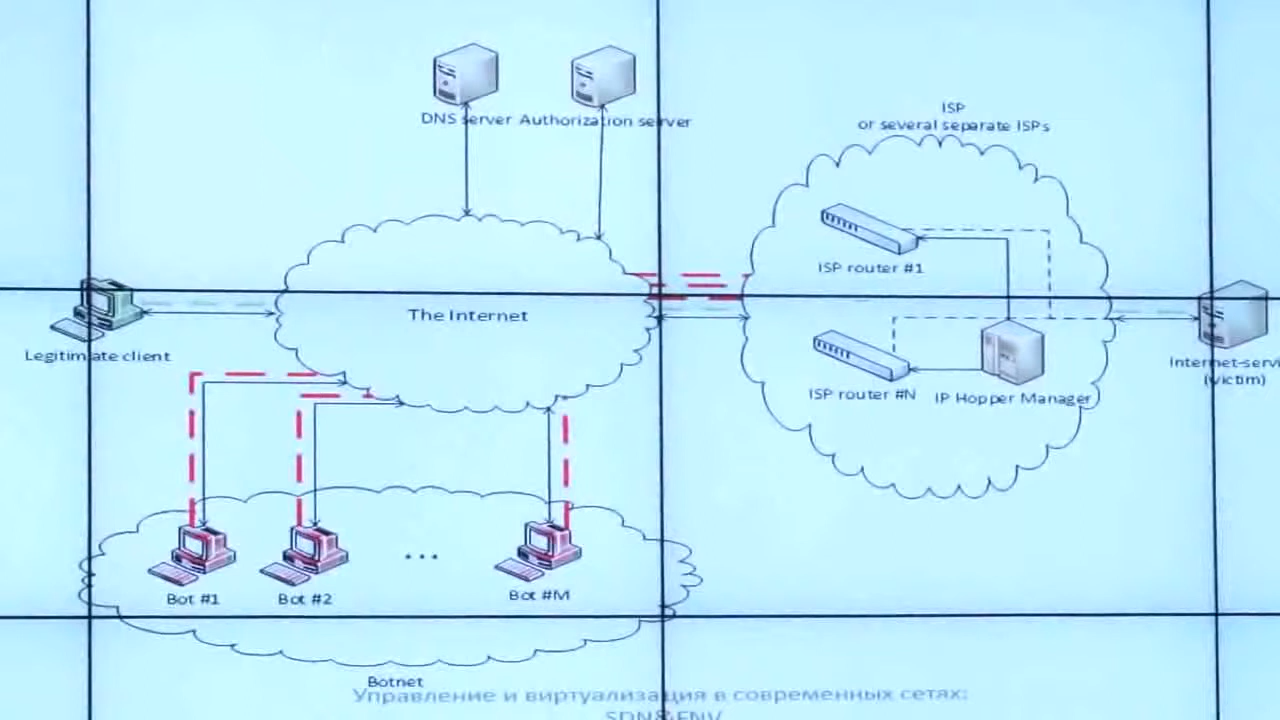 DNS server
Authorization server
ISP
or several separate ISPs
ISP router #1
The Internet
Legitimate client
(victim)
ISP router #N
IP Hopper Manager
Bot #1
Bot #2
...
Bot #M
Botnet
Управление и виртуализация в современных сетях: